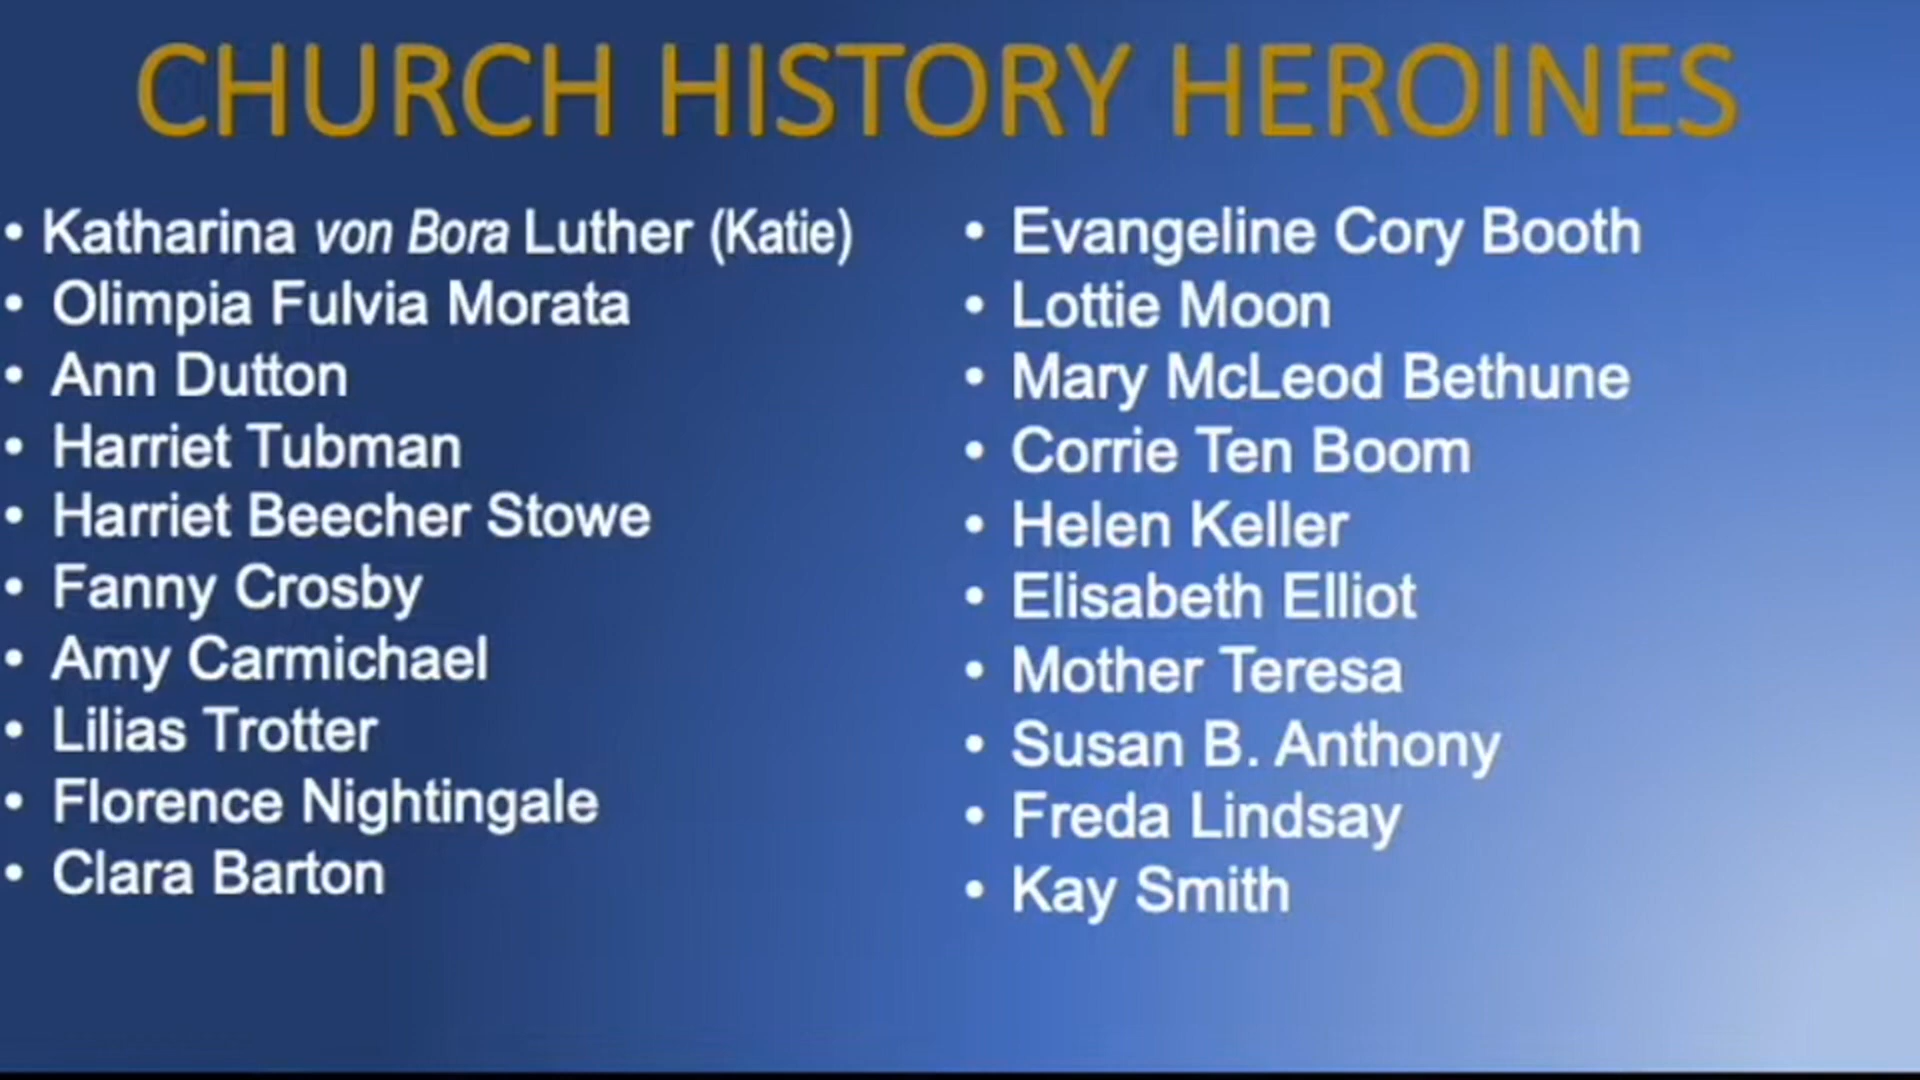 CHURCH HISTORY HEROINES
• Katharina von Bora Luther (Katie)
• Olimpia Fulvia Morata
• Ann Dutton
• Harriet Tubman
• Harriet Beecher Stowe
• Fanny Crosby
• Amy Carmichael
• Lilias Trotter
• Florence Nightingale
• Clara Barton
• Evangeline Cory Booth
• Lottie Moon
• Mary McLeod Bethune
• Corrie Ten Boom
• Helen Keller
• Elisabeth Elliot
• Mother Teresa
• Susan B. Anthony
• Freda Lindsay
• Kay Smith